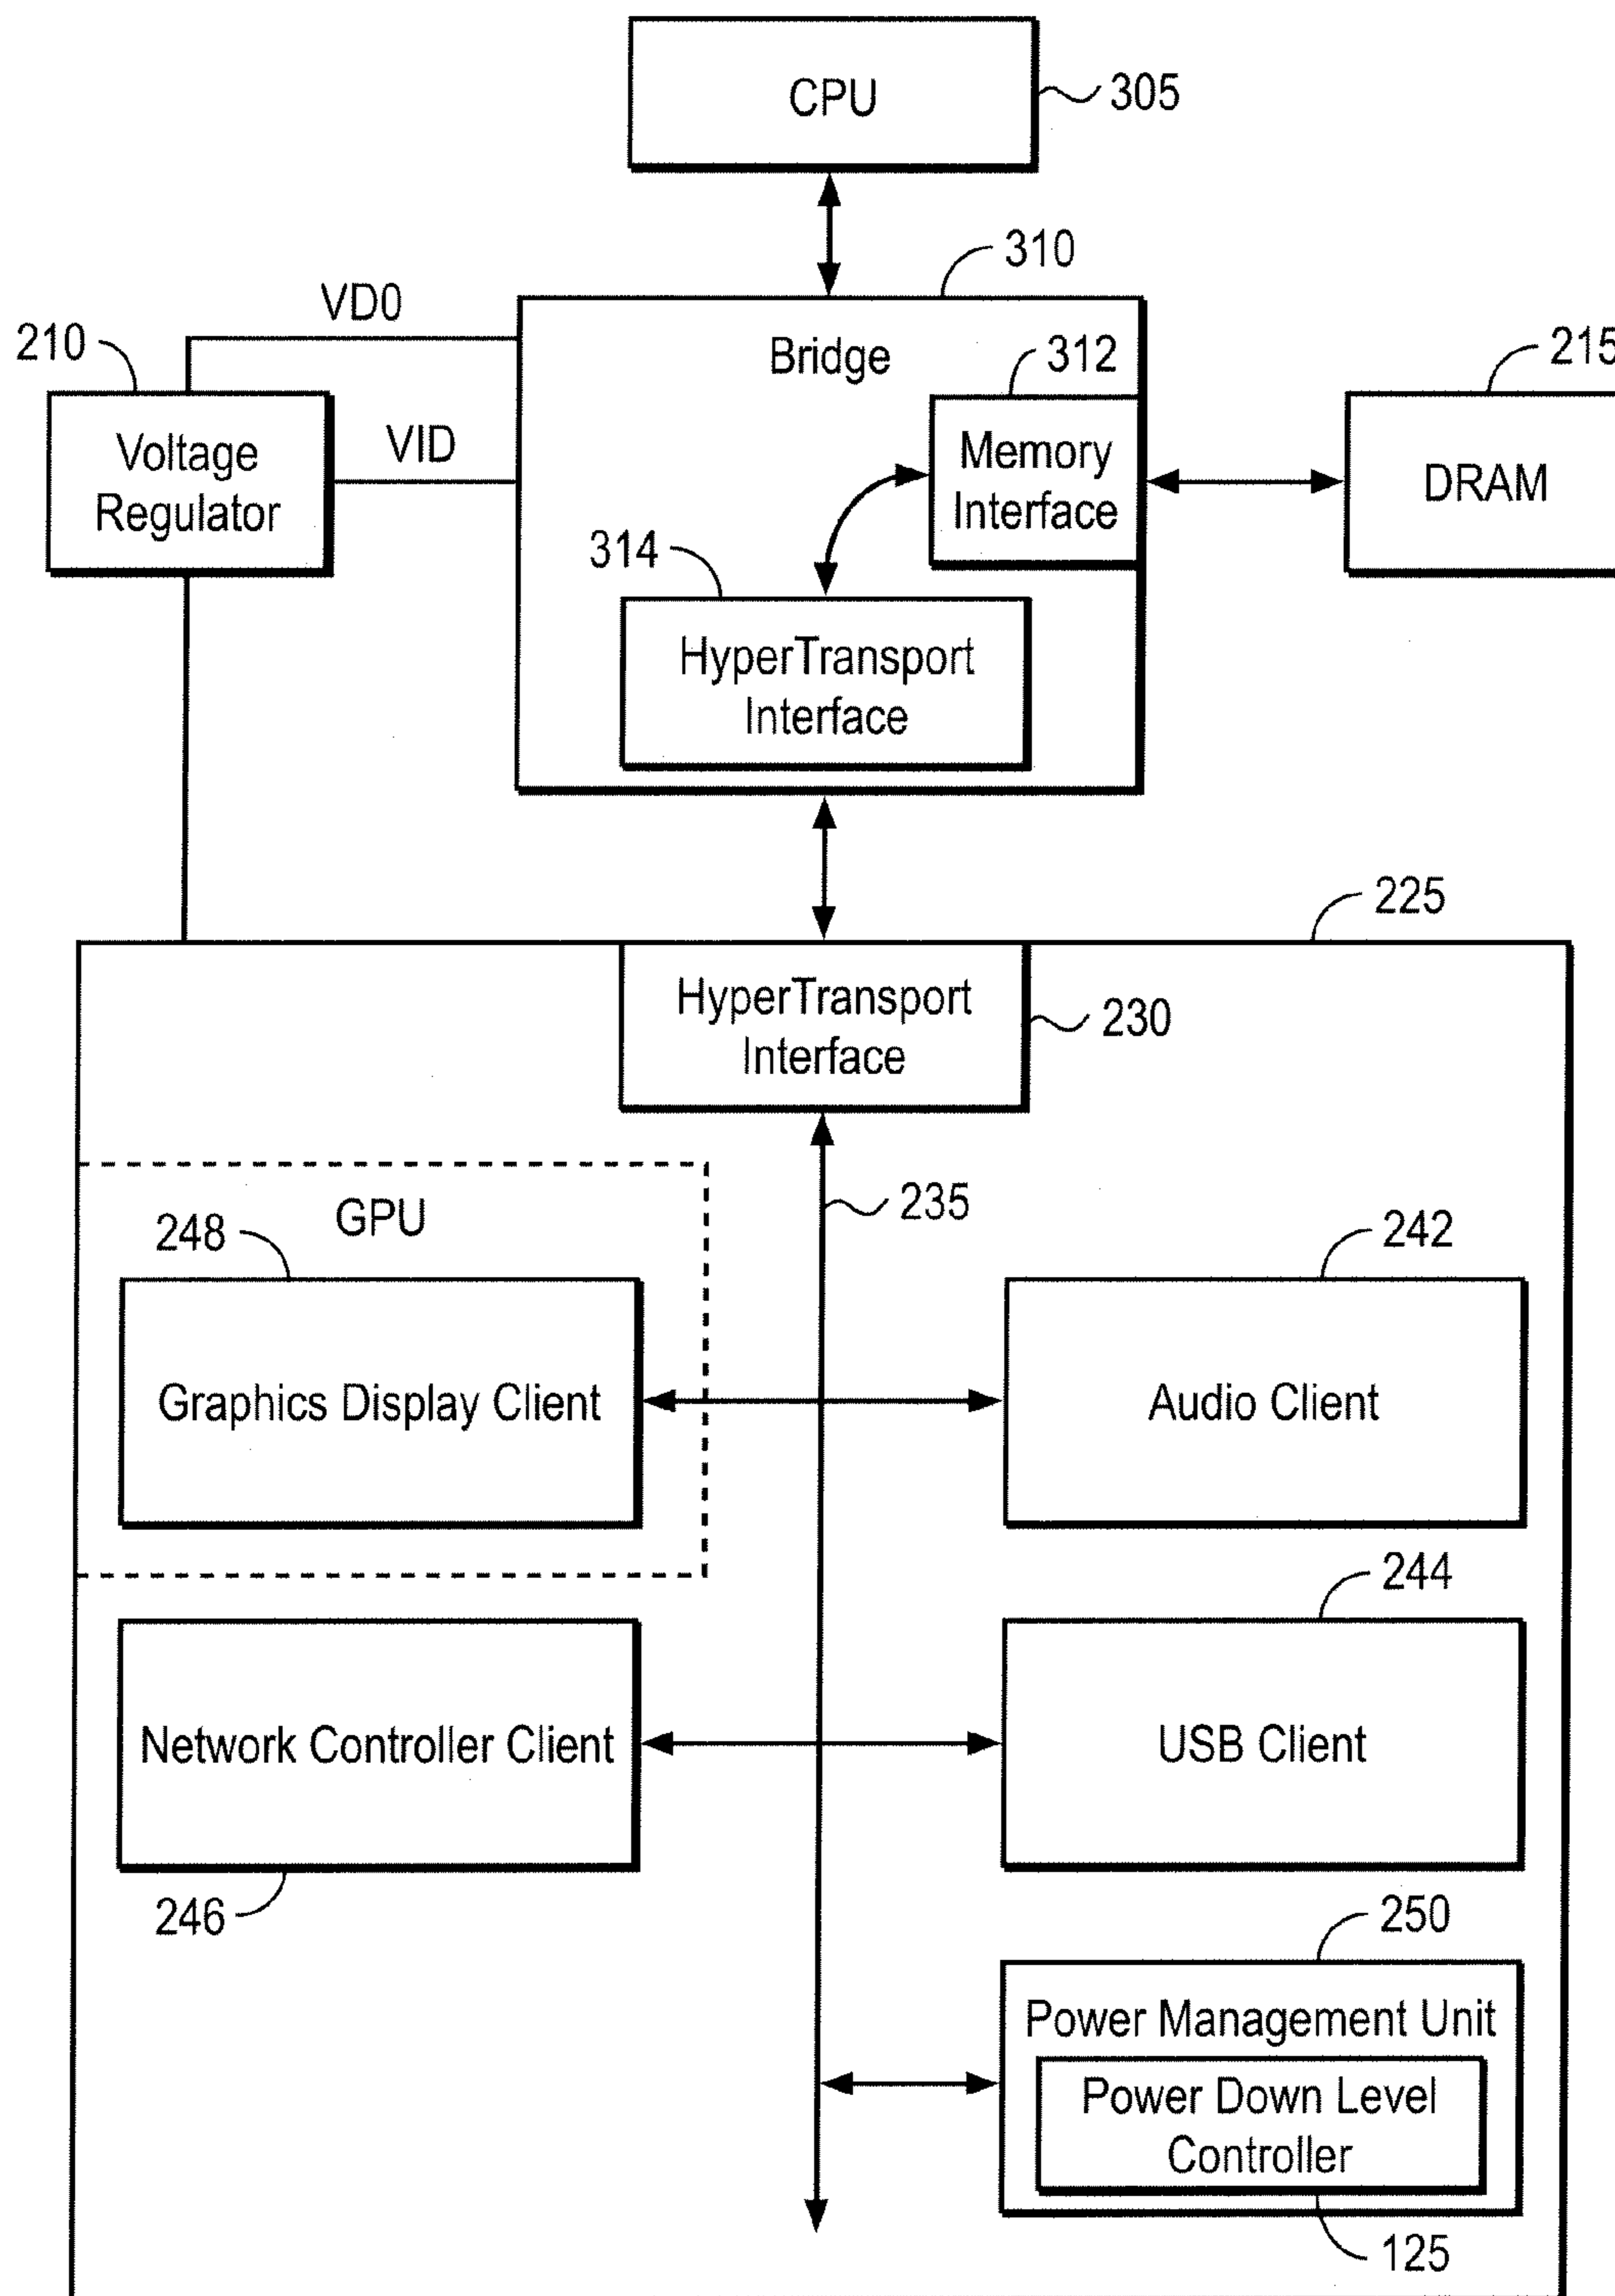 CPU
305
310
VD0
210
Bridge
312
215
Voltage
Regulator
VID
Memory
Interface
DRAM
314
HyperTransport
Interface
225
HyperTransport
Interface
230
235
GPU
248
242
Graphics Display Client
Audio Client
244
Network Controller Client
USB Client
246
250
Power Management Unit
Power Down Level
Controller
125